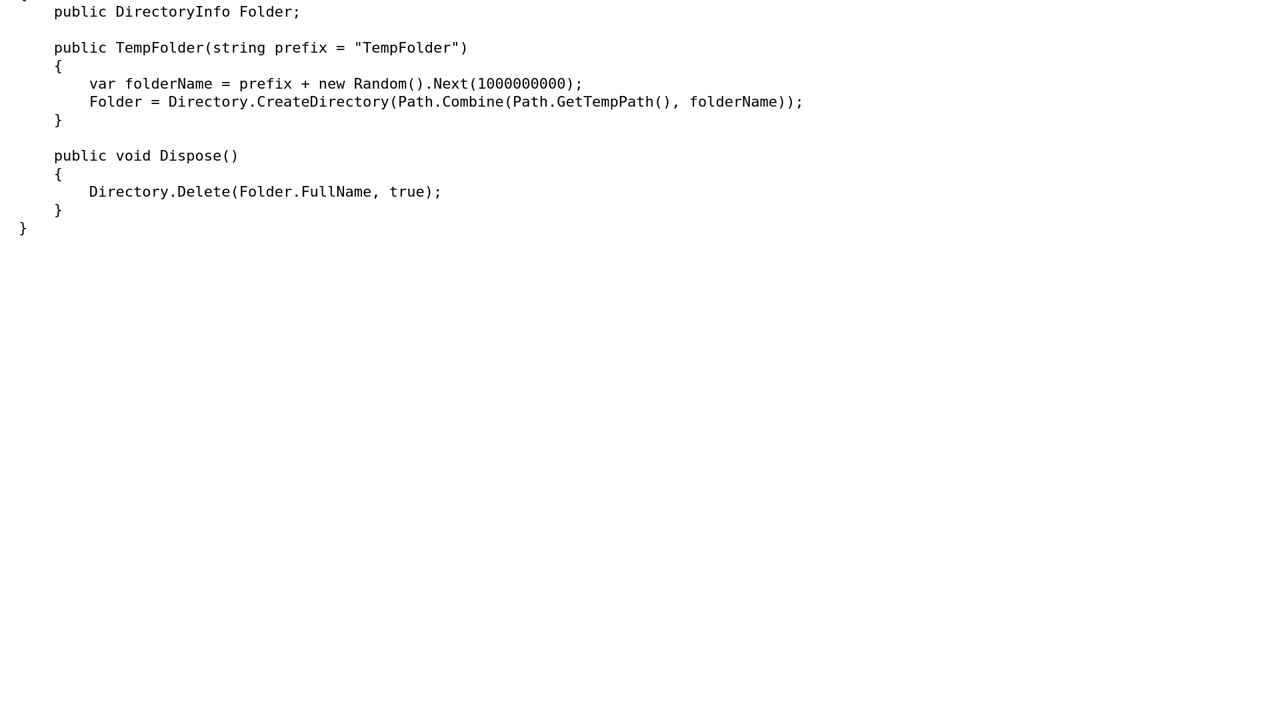 public DirectoryInfo Folder;

    public TempFolder(string prefix = "TempFolder")
    {
        var folderName = prefix + new Random().Next(1000000000);
        Folder = Directory.CreateDirectory(Path.Combine(Path.GetTempPath(), folderName));
    }

    public void Dispose()
    {
        Directory.Delete(Folder.FullName, true);
    }
}